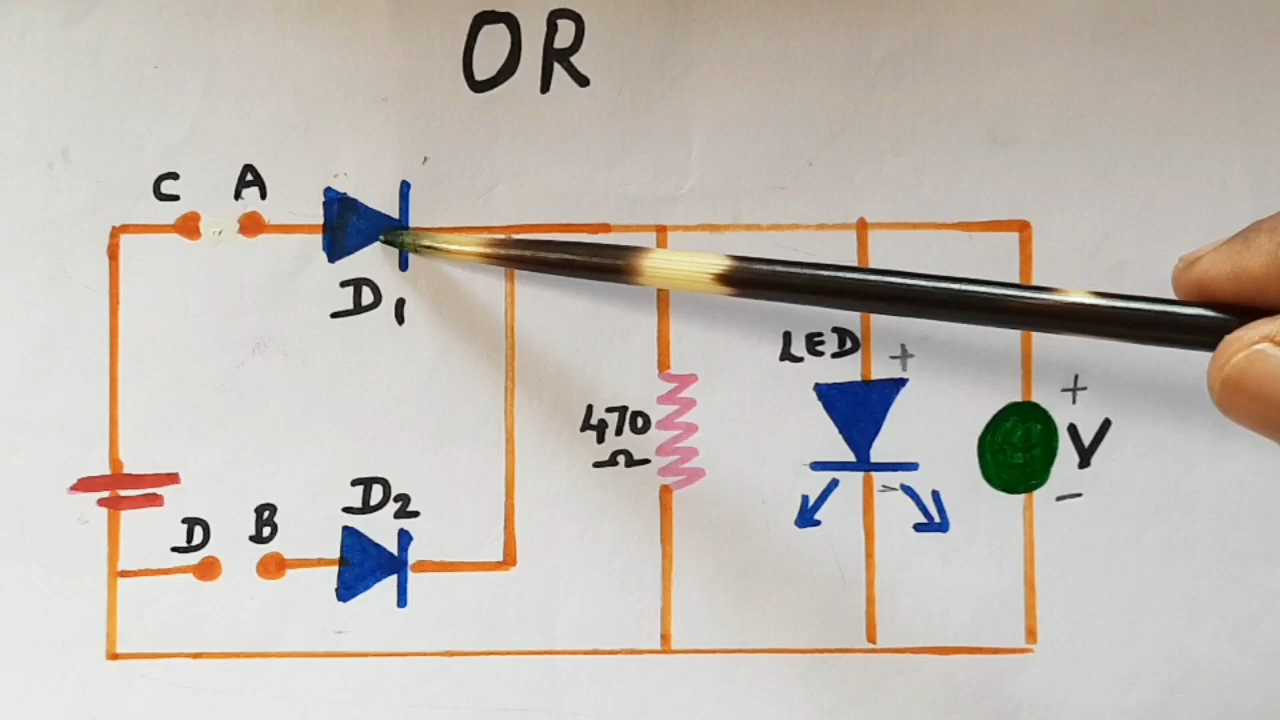 OR
C A
D1
LED +
+
470
Ω
V
D2
-
-
D B